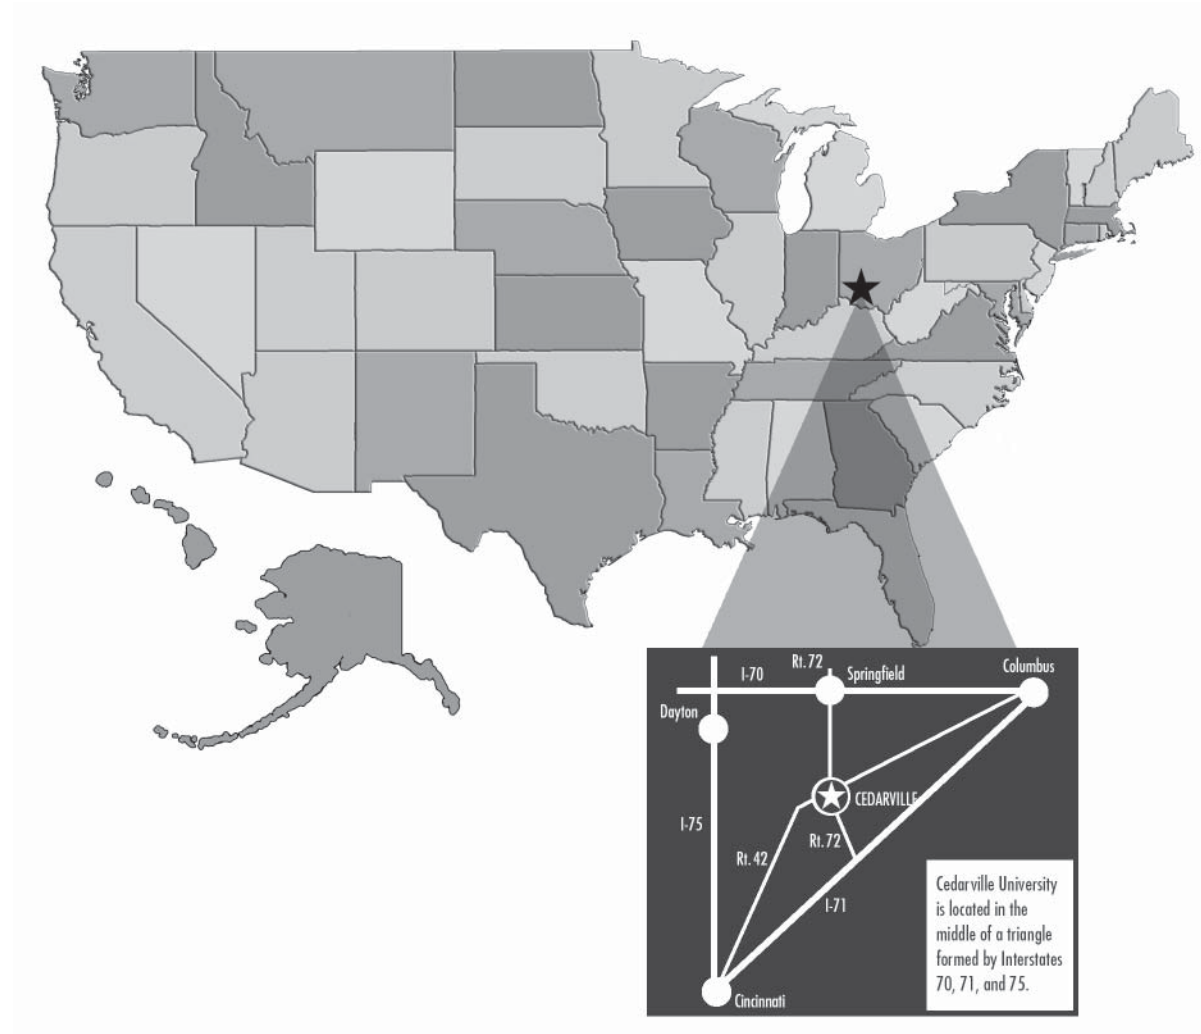 Rt. 72
Columbus
I-70
Springfield
Dayton
CEDARVILLE
I-75
Rt. 72
Rt. 42
Cedarville University
is located in the
middle of a triangle
formed by Interstates
70, 71, and 75.
I-71
Cincinnati